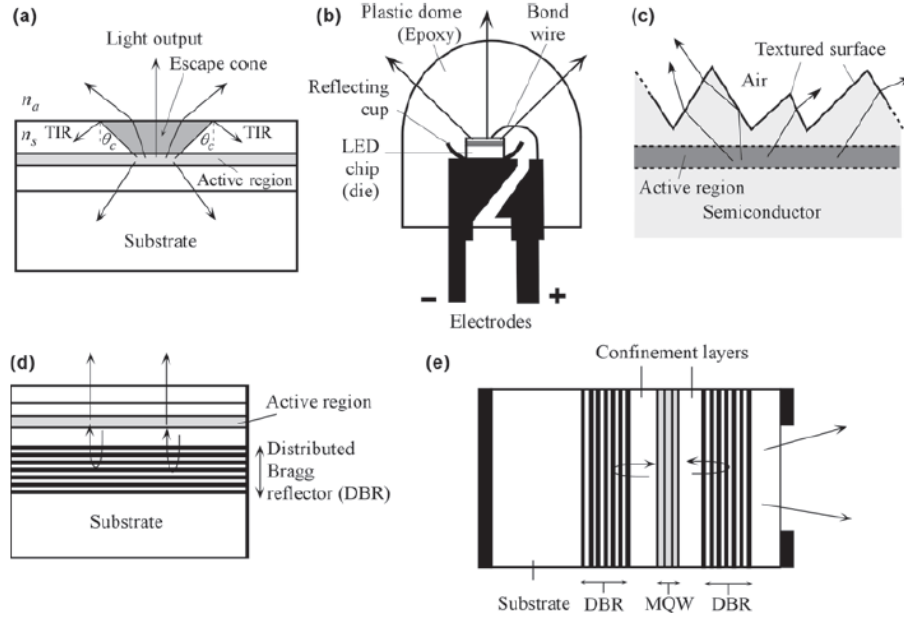 (a)
Light output
Escape cone
n_a
n_s
TIR
θ_c
θ_c
TIR
Active region
Substrate
(b)
Plastic dome
(Epoxy)
Bond
wire
Reflecting
cup
LED
chip
(die)
–
+
Electrodes
(c)
Textured surface
Air
Active region
Semiconductor
(d)
Active region
Distributed
Bragg
reflector (DBR)
Substrate
(e)
Confinement layers
Substrate
DBR
MQW
DBR